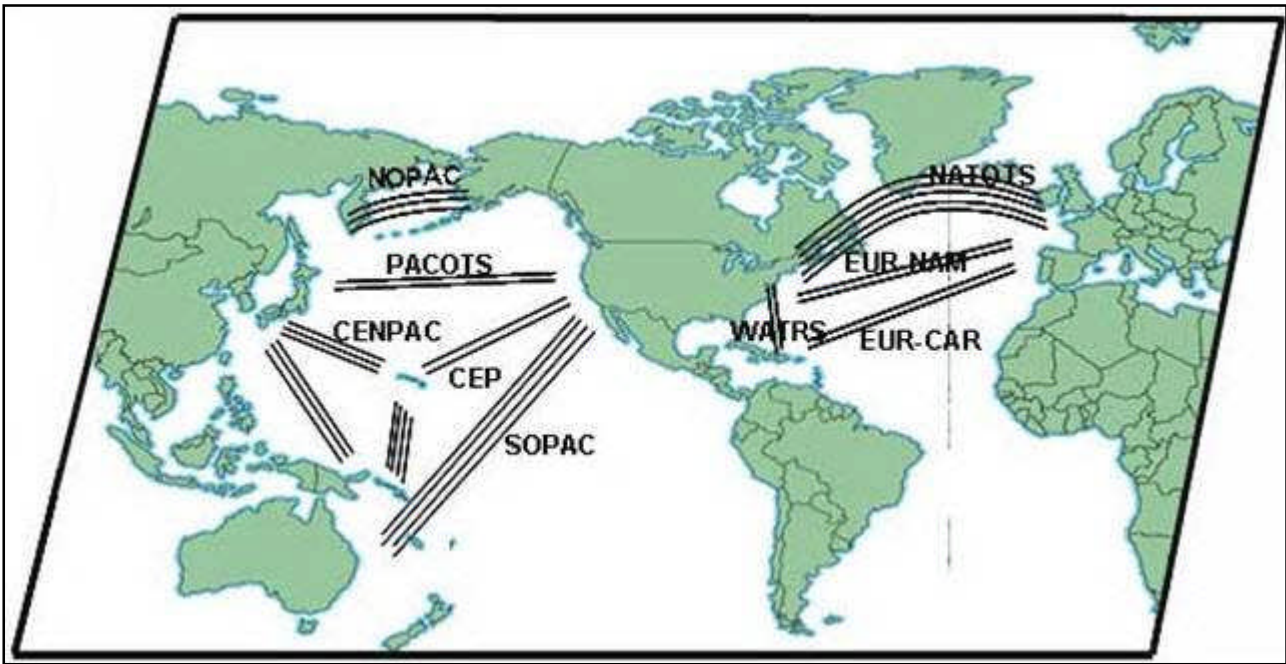 NOPAC
NATOTS
PACOTS
EUR-NAM
CENPAC
WATRS
EUR-CAR
CEP
SOPAC